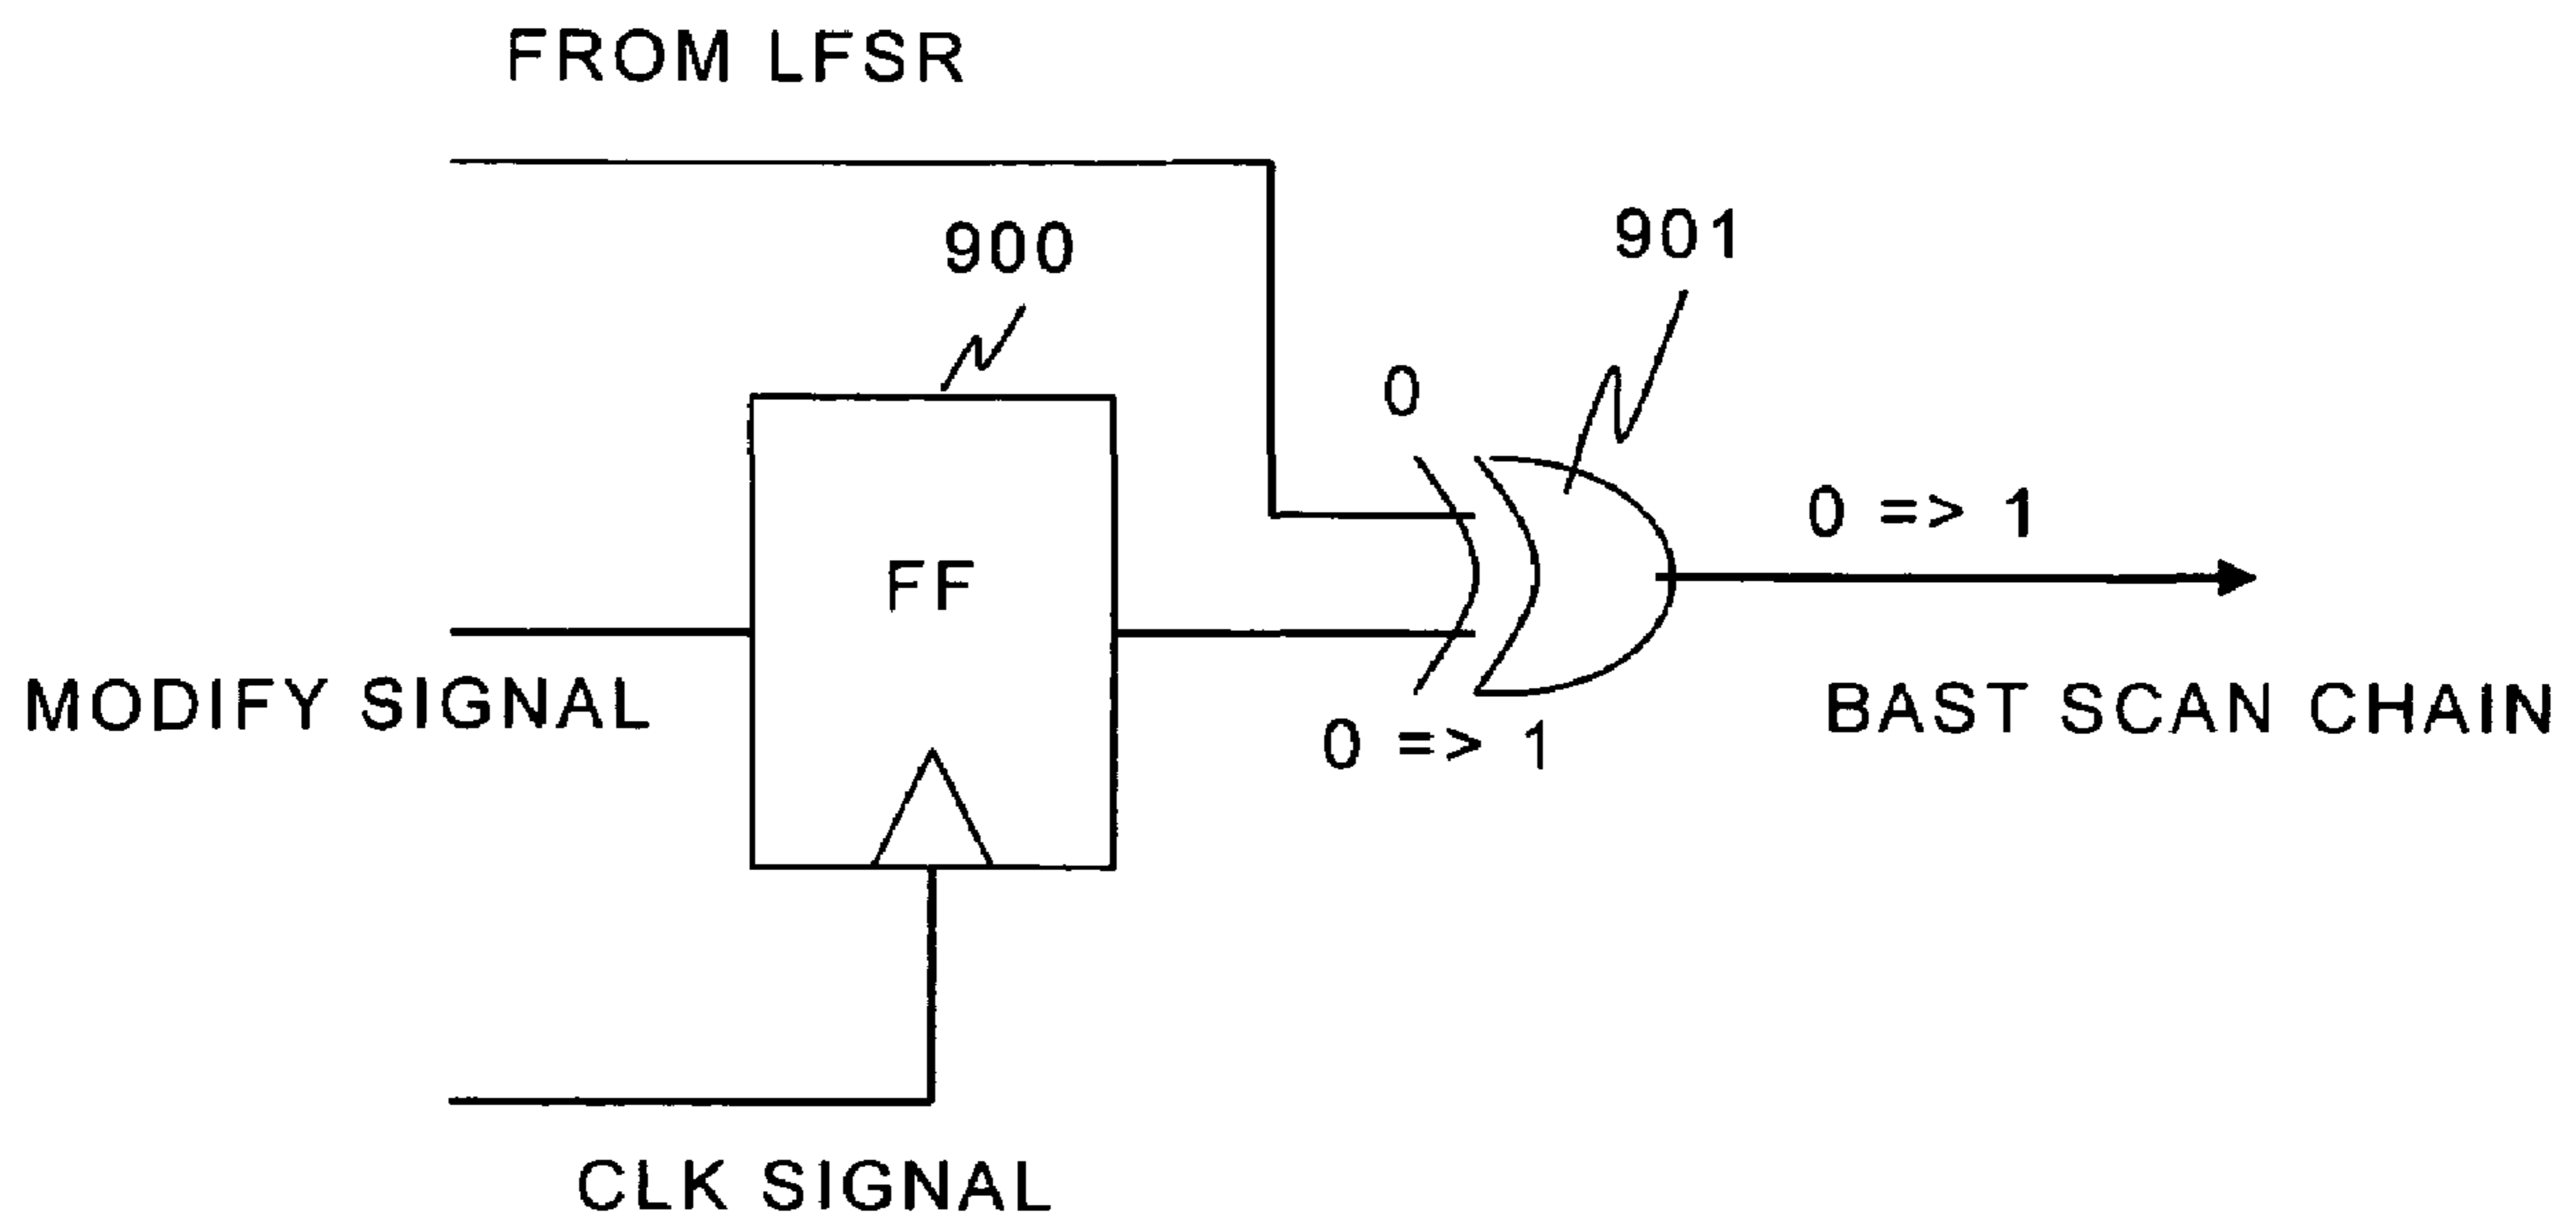 FROM LFSR
900
901
0
0 => 1
FF
MODIFY SIGNAL
0 => 1
BAST SCAN CHAIN
CLK SIGNAL